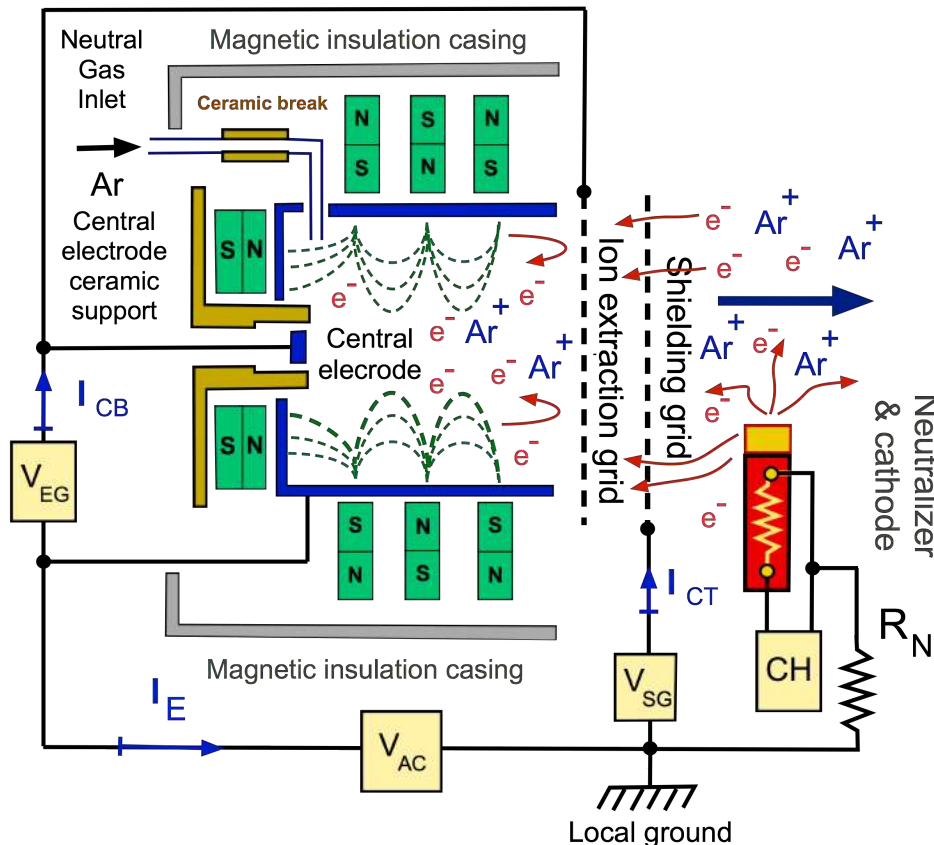 Magnetic insulation casing
Neutral
Gas
Inlet
Ceramic break
Ar
Central
electrode
ceramic
support
N
S
S
N
N
S
S N
e-
e-
e-
Ar+
Central
electrode
e-
e-
Ar+
e-
S N
Ion extraction grid
Shielding grid
e-
Ar+
Ar+
e-
e-
Ar+
e-
Ar+
e-
e-
Neutralizer
& cathode
I CB
VEG
S
N
N
S
S
N
Magnetic insulation casing
I CT
RN
CH
VSG
IE
VAC
Local ground